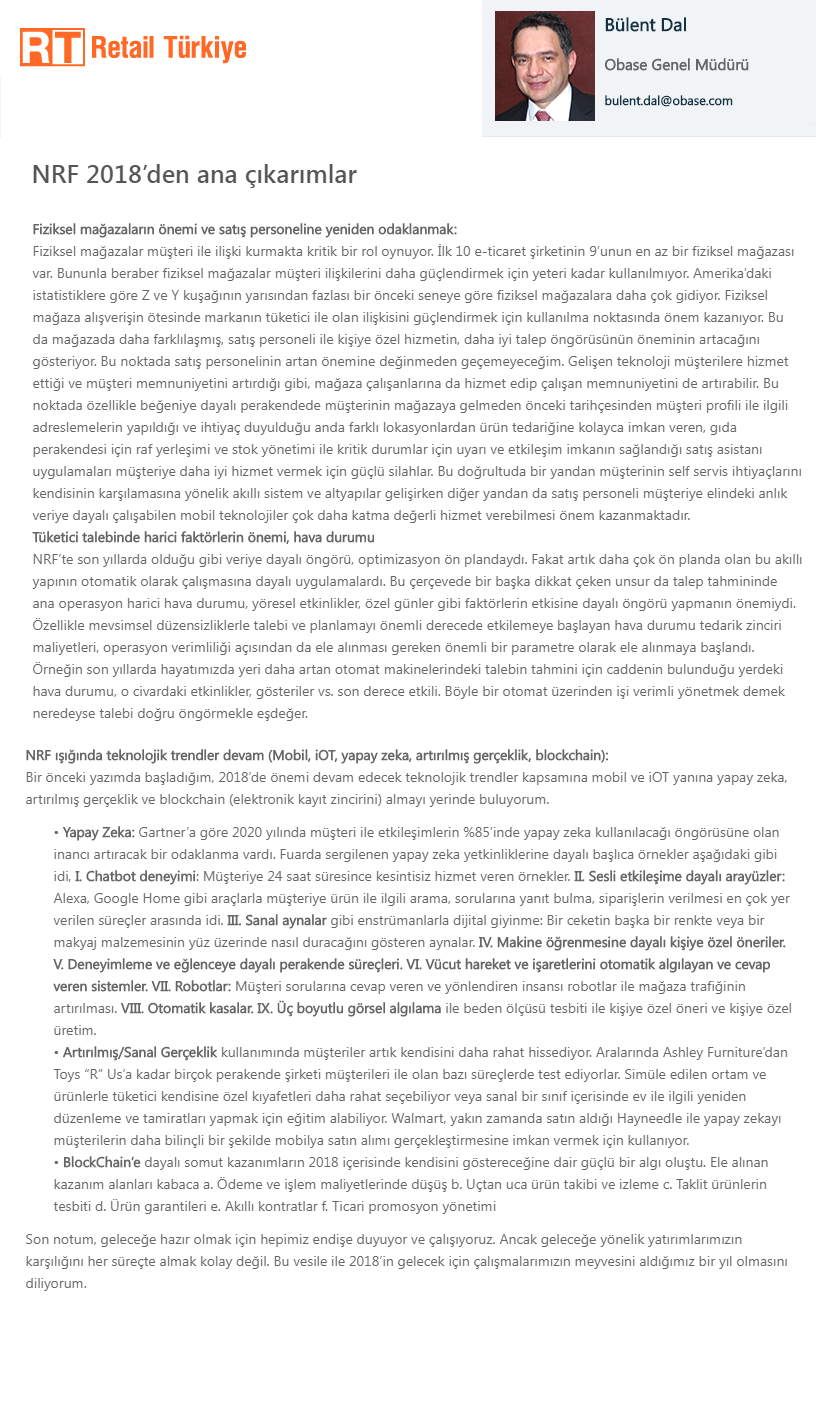 RT Retail Türkiye
Bülent Dal
Obase Genel Müdürü
bulent.dal@obase.com
NRF 2018’den ana çıkarımlar
Fiziksel mağazaların önemi ve satış personeline yeniden odaklanmak:
Fiziksel mağazalar müşteri ile ilişki kurmakta kritik bir rol oynuyor. İlk 10 e-ticaret şirketinin 9’unun en az bir fiziksel mağazası
var. Bununla beraber fiziksel mağazalar müşteri ilişkilerini daha güçlendirmek için yeteri kadar kullanılmıyor. Amerika’daki
istatistiklere göre Z ve Y kuşağının yarısından fazlası bir önceki seneye göre fiziksel mağazalara daha çok gidiyor. Fiziksel
mağaza alışverişin ötesinde markanın tüketici ile olan ilişkisini güçlendirmek için kullanılma noktasında önem kazanıyor. Bu
da mağazada daha farklılaşmış, satış personeli ile kişiye özel hizmetin, daha iyi talep öngörüsünün öneminin artacağını
gösteriyor. Bu noktada satış personelinin artan önemine değinmeden geçemeyeceğim. Gelişen teknoloji müşterilere hizmet
ettiği ve müşteri memnuniyetini artırdığı gibi, mağaza çalışanlarına da hizmet edip çalışan memnuniyetini de artırabilir. Bu
noktada özellikle beğeniye dayalı perakendede müşterinin mağazaya gelmeden önceki tarihçesinden müşteri profili ile ilgili
adreslemelerin yapıldığı ve ihtiyaç duyulduğu anda farklı lokasyonlardan ürün tedariğine kolayca imkan veren, gıda
perakendesi için raf yerleşimi ve stok yönetimi ile kritik durumlar için uyarı ve etkileşim imkanın sağlandığı satış asistanı
uygulamaları müşteriye daha iyi hizmet vermek için güçlü silahlar. Bu doğrultuda bir yandan müşterinin self servis ihtiyaçlarını
kendisinin karşılamasına yönelik akıllı sistem ve altyapılar gelişirken diğer yandan da satış personeli müşteriye elindeki anlık
veriye dayalı çalışabilen mobil teknolojiler çok daha katma değerli hizmet verebilmesi önem kazanmaktadır.
Tüketici talebinde harici faktörlerin önemi, hava durumu
NRF’te son yıllarda olduğu gibi veriye dayalı öngörü, optimizasyon ön plandaydı. Fakat artık daha çok ön planda olan bu akıllı
yapının otomatik olarak çalışmasına dayalı uygulamalardı. Bu çerçevede bir başka dikkat çeken unsur da talep tahmininde
ana operasyon harici hava durumu, yöresel etkinlikler, özel günler gibi faktörlerin etkisine dayalı öngörü yapmanın önemiydi.
Özellikle mevsimsel düzensizliklerle talebi ve planlamayı önemli derecede etkilemeye başlayan hava durumu tedarik zinciri
maliyetleri, operasyon verimliliği açısından da ele alınması gereken önemli bir parametre olarak ele alınmaya başlandı.
Örneğin son yıllarda hayatımızda yeri daha artan otomat makinelerindeki talebin tahmini için caddenin bulunduğu yerdeki
hava durumu, o civardaki etkinlikler, gösteriler vs. son derece etkili. Böyle bir otomat üzerinden işi verimli yönetmek demek
neredeyse talebi doğru öngörmekle eşdeğer.
NRF ışığında teknolojik trendler devam (Mobil, iOT, yapay zeka, artırılmış gerçeklik, blockchain):
Bir önceki yazımda başladığım, 2018’de önemi devam edecek teknolojik trendler kapsamına mobil ve iOT yanına yapay zeka,
artırılmış gerçeklik ve blockchain (elektronik kayıt zincirini) almayı yerinde buluyorum.
• Yapay Zeka: Gartner’a göre 2020 yılında müşteri ile etkileşimlerin %85’inde yapay zeka kullanılacağı öngörüsüne olan
inancı artıracak bir odaklanma vardı. Fuarda sergilenen yapay zeka yetkinliklerine dayalı başlıca örnekler aşağıdaki gibi
idi, I. Chatbot deneyimi: Müşteriye 24 saat süresince kesintisiz hizmet veren örnekler. II. Sesli etkileşime dayalı arayüzler:
Alexa, Google Home gibi araçlarla müşteriye ürün ile ilgili arama, sorularına yanıt bulma, siparişlerin verilmesi en çok yer
verilen süreçler arasında idi. III. Sanal aynalar gibi enstrümanlarla dijital giyinme: Bir ceketin başka bir renkte veya bir
makyaj malzemesinin yüz üzerinde nasıl duracağını gösteren aynalar. IV. Makine öğrenmesine dayalı kişiye özel öneriler.
V. Deneyimleme ve eğlenceye dayalı perakende süreçleri. VI. Vücut hareket ve işaretlerini otomatik algılayan ve cevap
veren sistemler. VII. Robotlar: Müşteri sorularına cevap veren ve yönlendiren insansı robotlar ile mağaza trafiğinin
artırılması. VIII. Otomatik kasalar. IX. Üç boyutlu görsel algılama ile beden ölçüsü tesbiti ile kişiye özel öneri ve kişiye özel
üretim.
• Artırılmış/Sanal Gerçeklik kullanımında müşteriler artık kendisini daha rahat hissediyor. Aralarında Ashley Furniture’dan
Toys “R” Us’a kadar birçok perakende şirketi müşterileri ile olan bazı süreçlerde test ediyorlar. Simüle edilen ortam ve
ürünlerle tüketici kendisine özel kıyafetleri daha rahat seçebiliyor veya sanal bir sınıf içerisinde ev ile ilgili yeniden
düzenleme ve tamiratları yapmak için eğitim alabiliyor. Walmart, yakın zamanda satın aldığı Hayneedle ile yapay zekayı
müşterilerin daha bilinçli bir şekilde mobilya satın alımı gerçekleştirmesine imkan vermek için kullanıyor.
• BlockChain’e dayalı somut kazanımların 2018 içerisinde kendisini göstereceğine dair güçlü bir algı oluştu. Ele alınan
kazanım alanları kabaca a. Ödeme ve işlem maliyetlerinde düşüş b. Uçtan uca ürün takibi ve izleme c. Taklit ürünlerin
tesbiti d. Ürün garantileri e. Akıllı kontratlar f. Ticari promosyon yönetimi
Son notum, geleceğe hazır olmak için hepimiz endişe duyuyor ve çalışıyoruz. Ancak geleceğe yönelik yatırımlarımızın
karşılığını her süreçte almak kolay değil. Bu vesile ile 2018’in gelecek için çalışmalarımızın meyvesini aldığımız bir yıl olmasını
diliyorum.